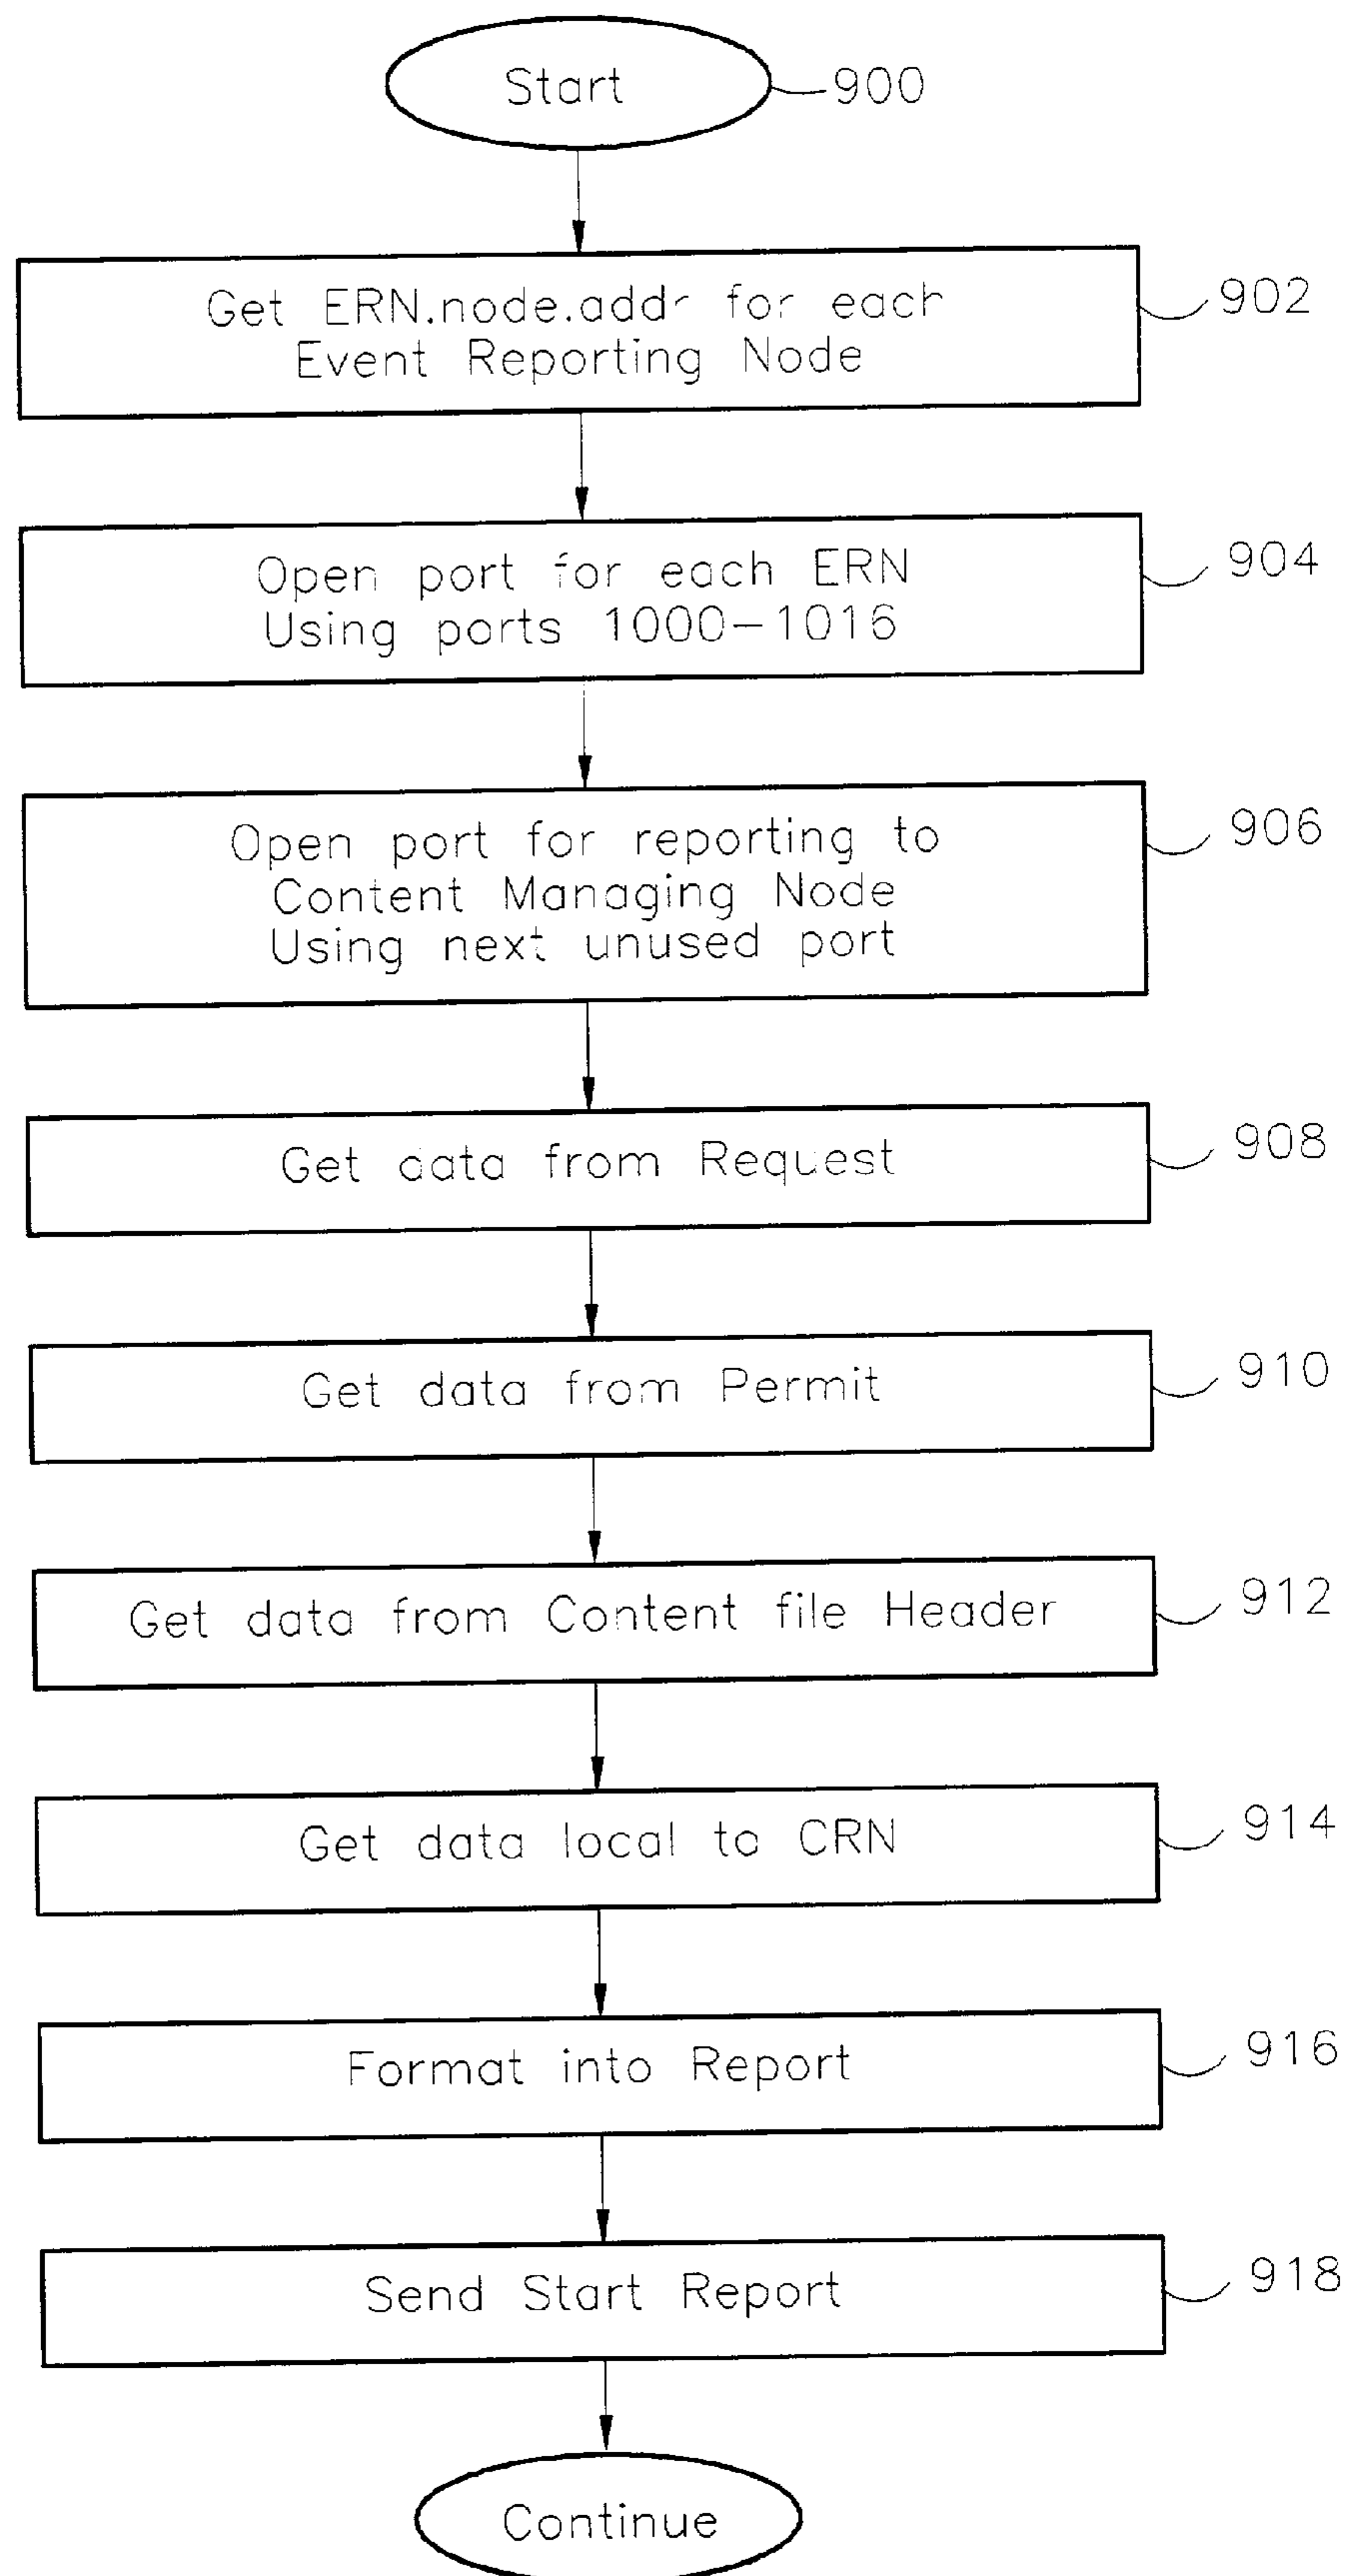 Start
900
Get ERN.node.addr for each
Event Reporting Node
902
Open port for each ERN
Using ports 1000-1016
904
Open port for reporting to
Content Managing Node
Using next unused port
906
Get data from Request
908
Get data from Permit
910
Get data from Content file Header
912
Get data local to CRN
914
Format into Report
916
Send Start Report
918
Continue